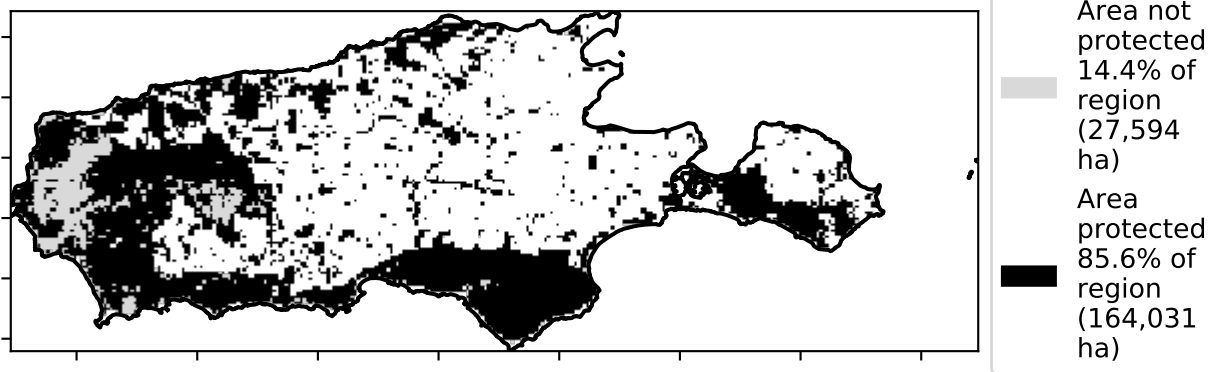 Area not
protected
14.4% of
region
(27,594
ha)
Area
protected
85.6% of
region
(164,031
ha)